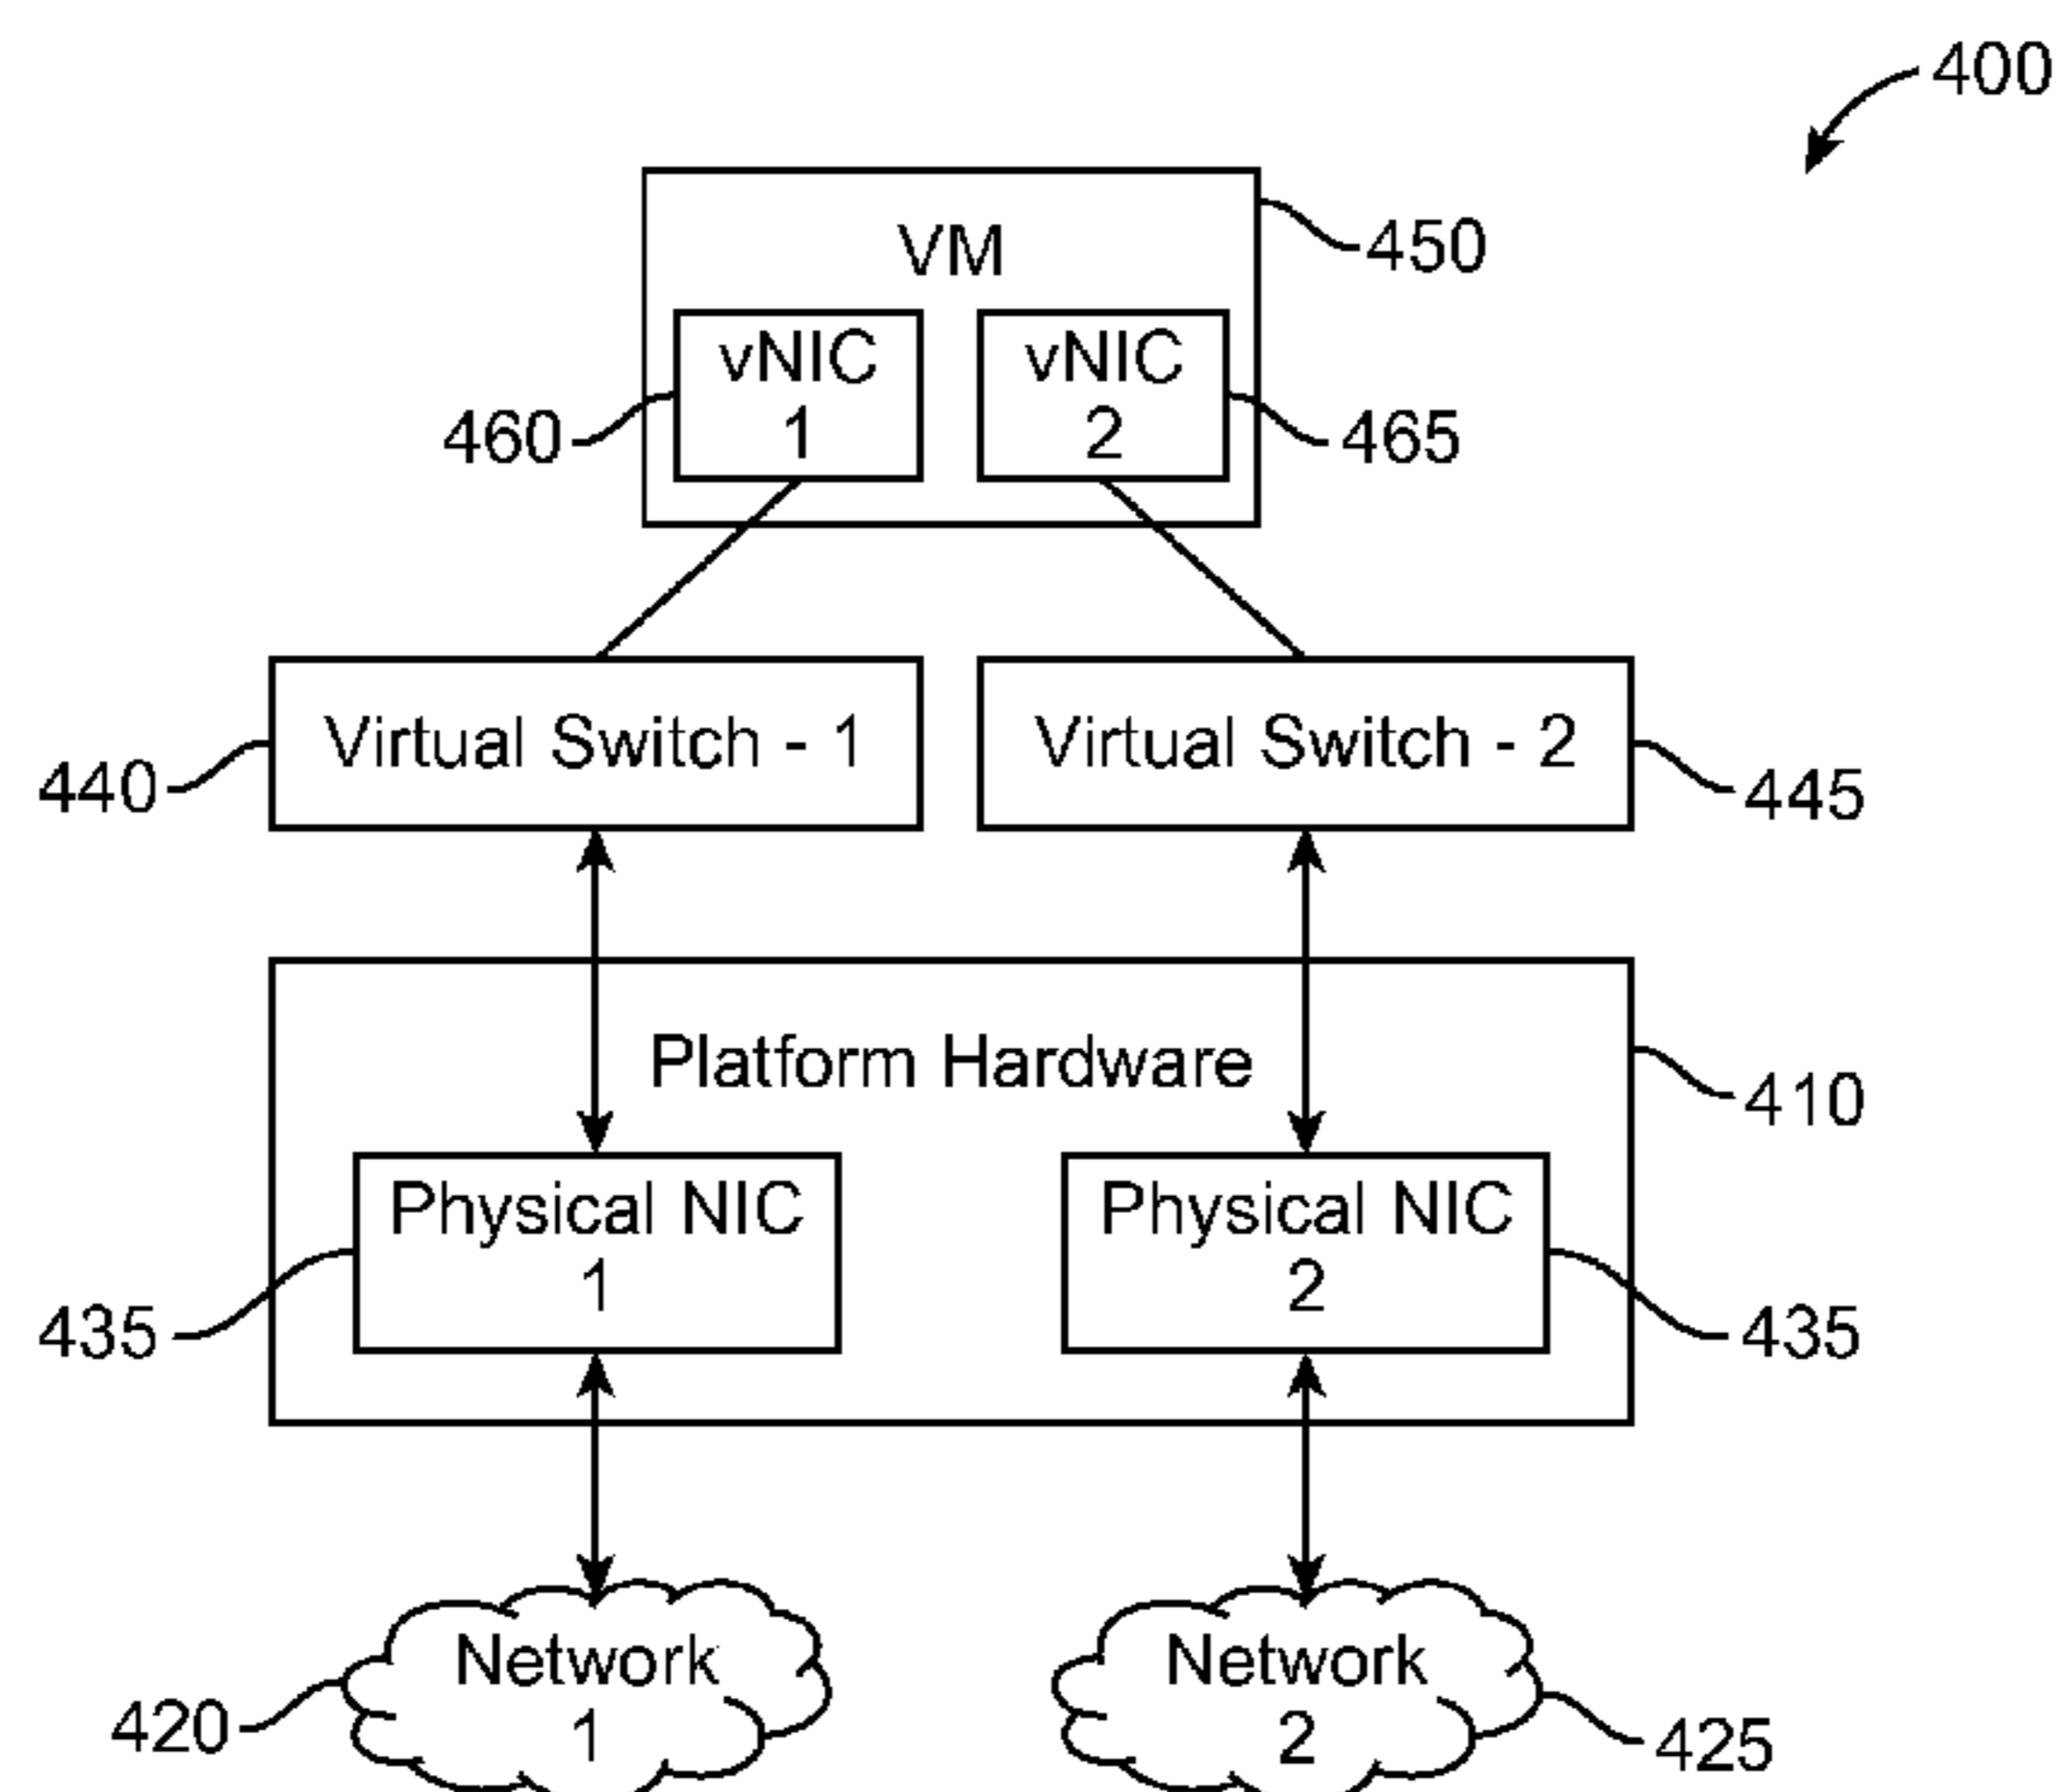 400
VM
450
vNIC
1
vNIC
2
460
465
Virtual Switch - 1
Virtual Switch - 2
440
445
Platform Hardware
410
Physical NIC
1
Physical NIC
2
435
435
Network
1
Network
2
420
425